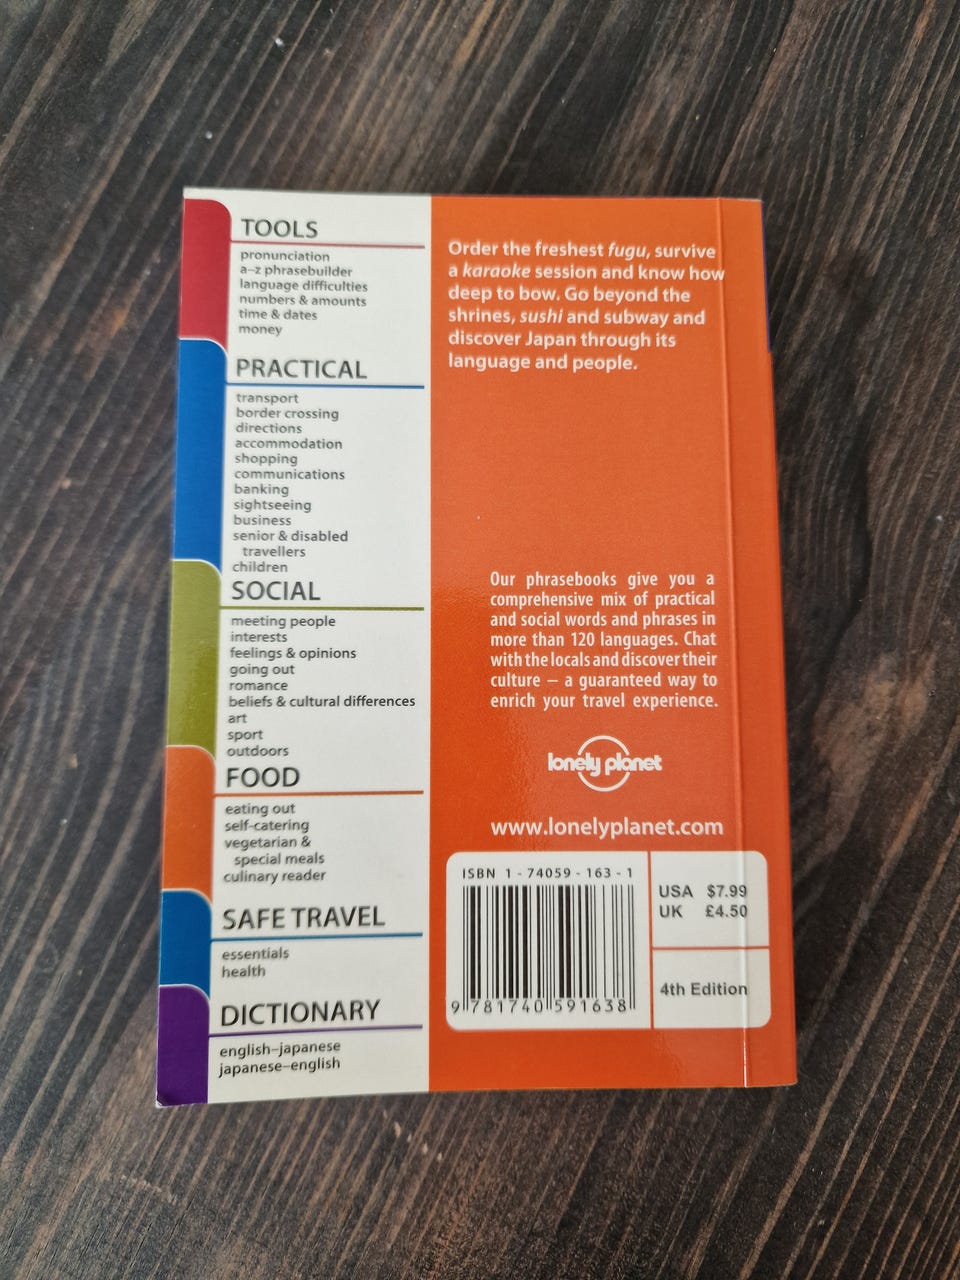 TOOLS
pronunciation
a–z phrasebuilder
language difficulties
numbers & amounts
time & dates
money
PRACTICAL
transport
border crossing
directions
accommodation
shopping
communications
banking
sightseeing
business
senior & disabled
travellers
children
SOCIAL
meeting people
interests
feelings & opinions
going out
romance
beliefs & cultural differences
art
sport
outdoors
FOOD
eating out
self-catering
vegetarian &
special meals
culinary reader
SAFE TRAVEL
essentials
health
DICTIONARY
english–japanese
japanese–english
Order the freshest fugu, survive
a karaoke session and know how
deep to bow. Go beyond the
shrines, sushi and subway and
discover Japan through its
language and people.
Our phrasebooks give you a
comprehensive mix of practical
and social words and phrases in
more than 120 languages. Chat
with the locals and discover their
culture – a guaranteed way to
enrich your travel experience.
lonely planet
www.lonelyplanet.com
ISBN 1 - 74059 - 163 - 1
9 781740 591638
USA $7.99
UK £4.50
4th Edition